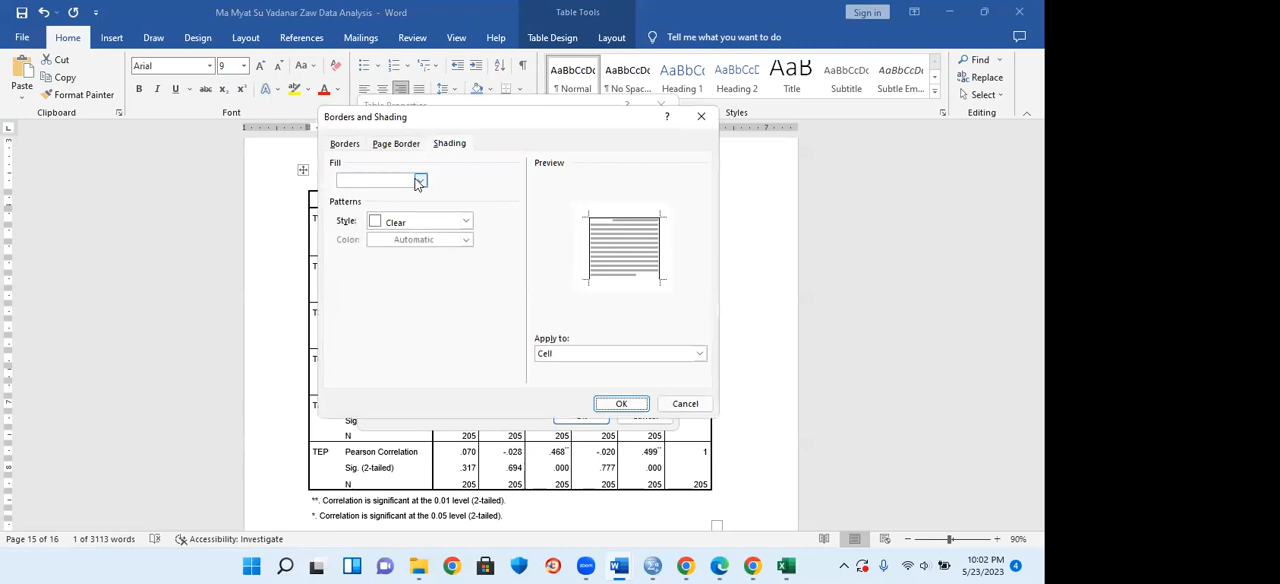 Ma Myat Su Yadanar Zaw Data Analysis - Word
Table Tools
Sign in
File Home Insert Draw Design Layout References Mailings Review View Help Table Design Layout Tell me what you want to do
Paste
Cut
Copy
Format Painter
Arial 9
B I U abc x₂ x²
AaBbCcDc AaBbCcDc AaBbCc AaBbCcD AaB AaBbCcD AaBbCcDc
¶ Normal ¶ No Spac... Heading 1 Heading 2 Title Subtitle Subtle Em...
Find
Replace
Select
Clipboard Font Styles Editing
Borders and Shading
Borders Page Border Shading
Fill
Patterns
Style: Clear
Color: Automatic
Preview
Apply to:
Cell
OK Cancel
N 205 205 205 205 205
TEP Pearson Correlation .070 -.028 .468** -.020 .499** 1
Sig. (2-tailed) .317 .694 .000 .777 .000
N 205 205 205 205 205 205
**. Correlation is significant at the 0.01 level (2-tailed).
*. Correlation is significant at the 0.05 level (2-tailed).
Page 15 of 16 1 of 3113 words Accessibility: Investigate 90%
10:02 PM
5/23/2023
4